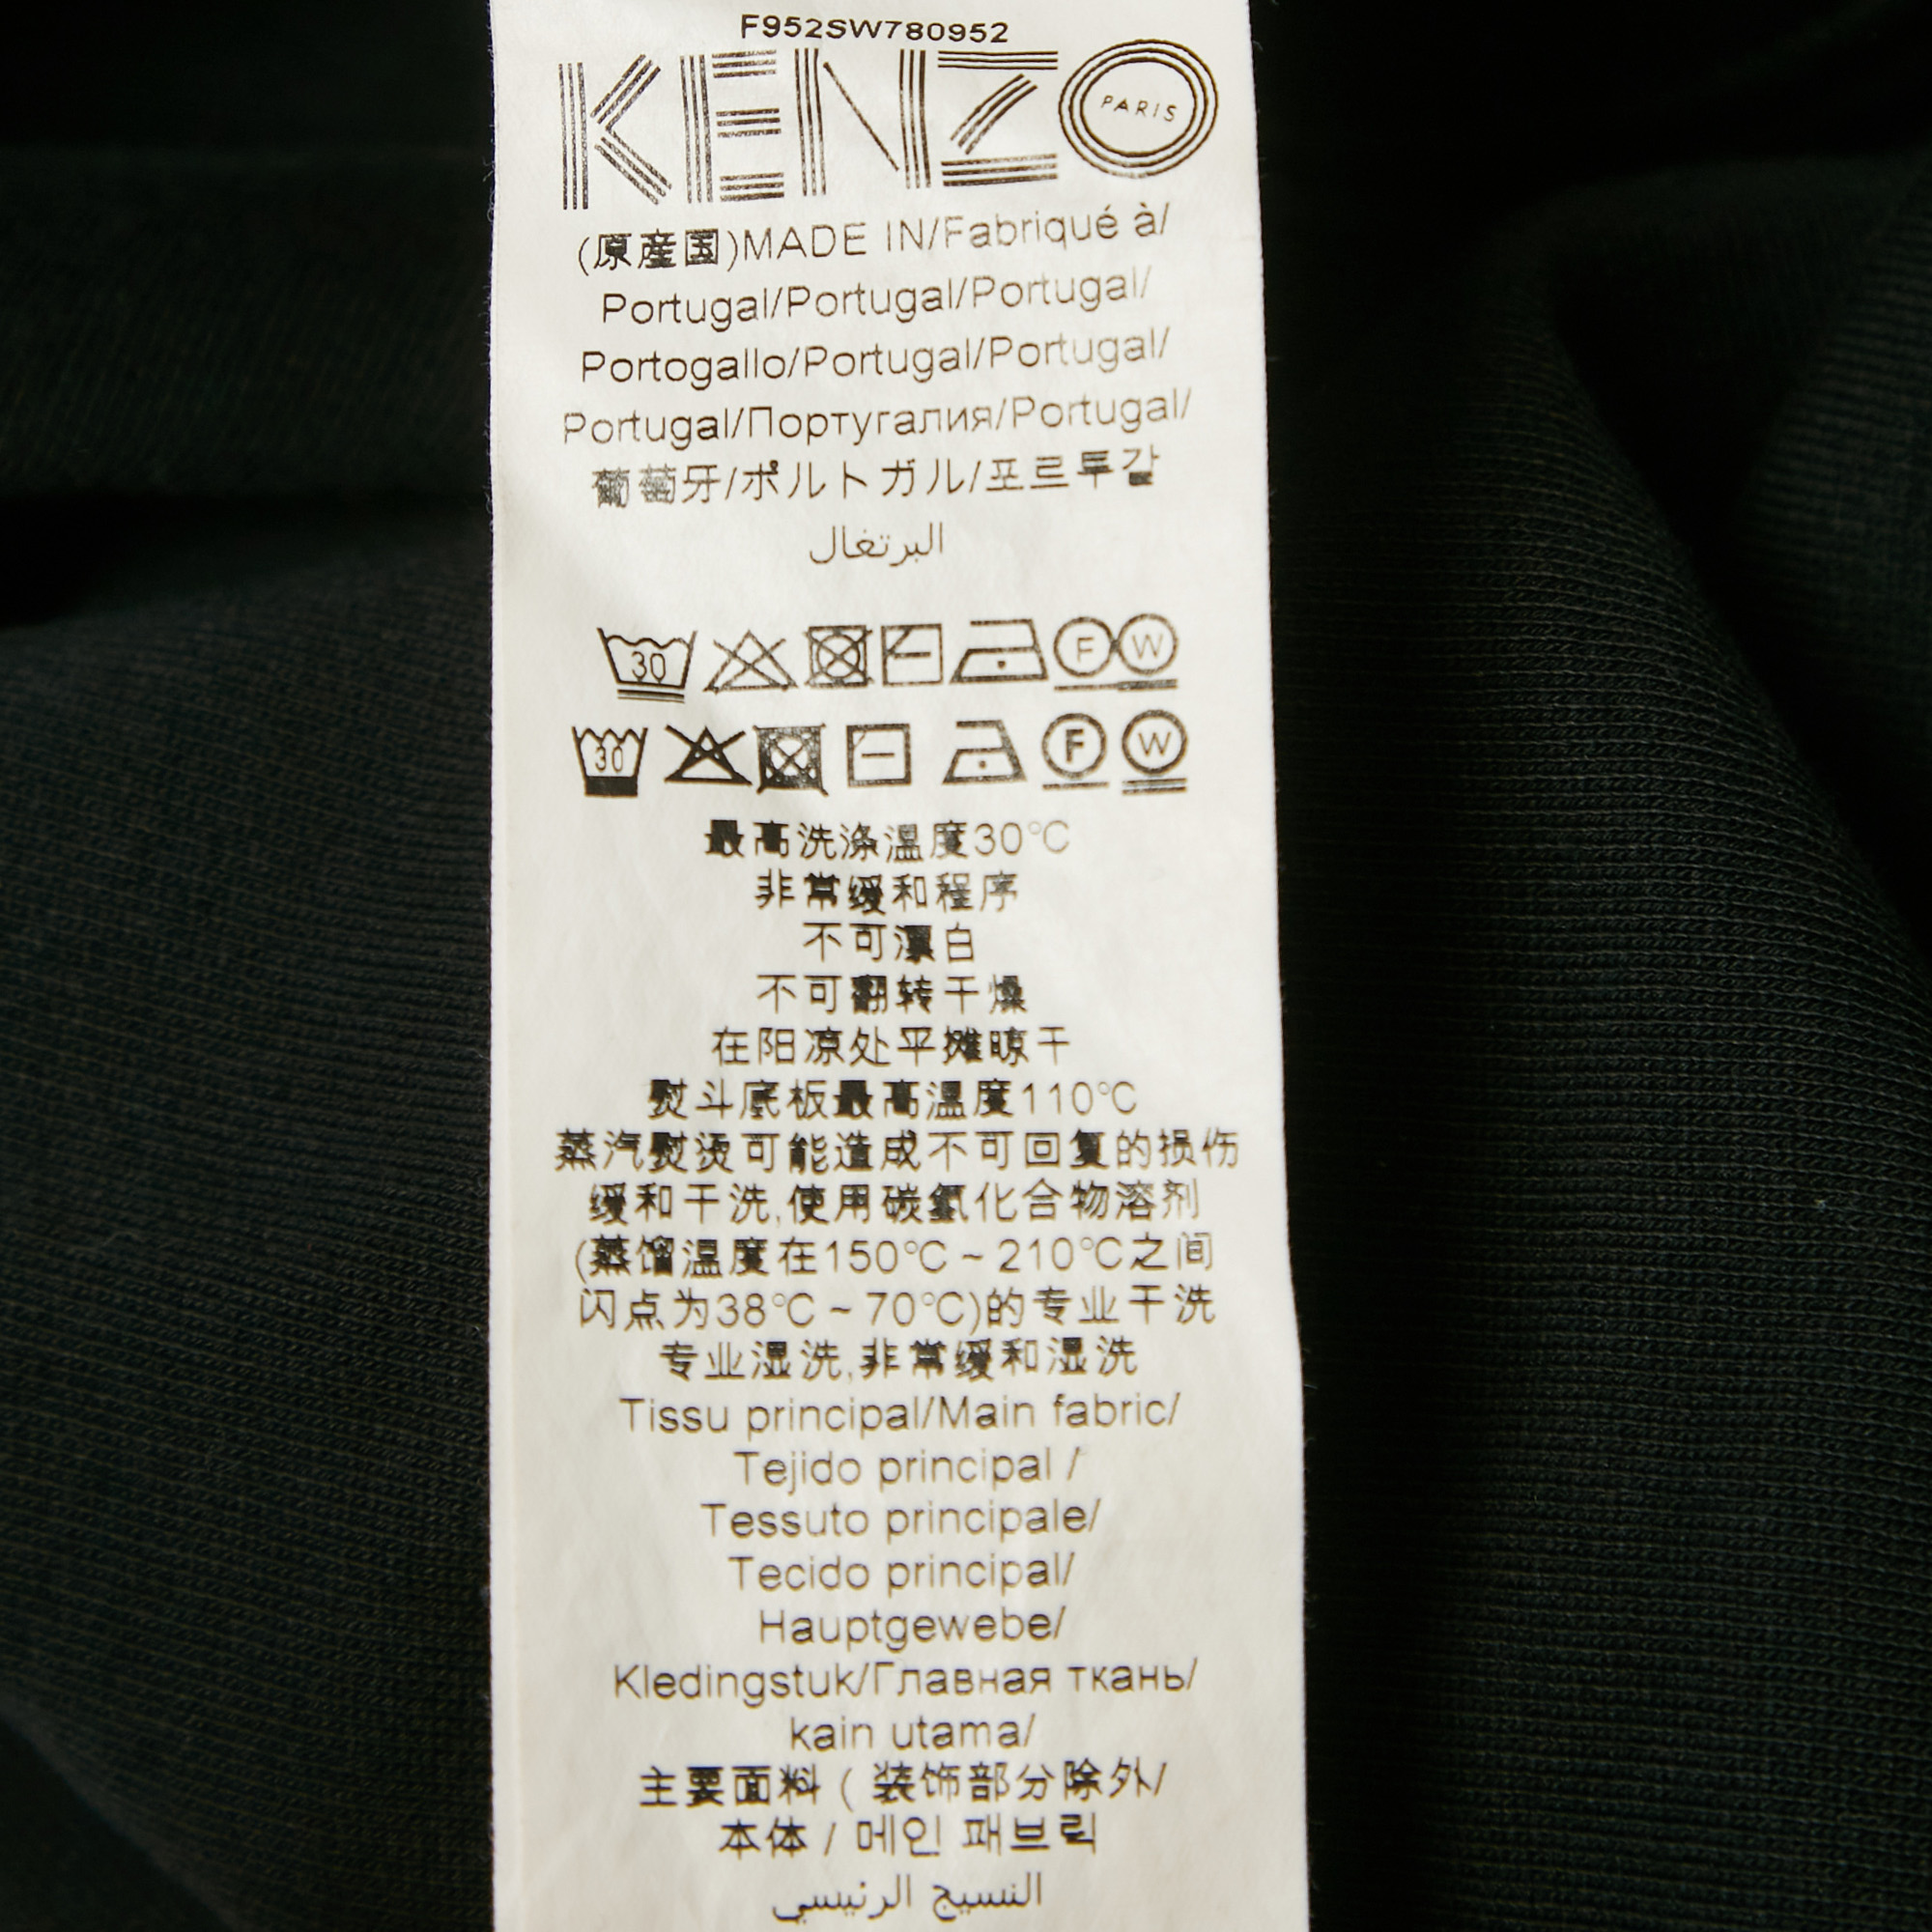 F952SW780952
KENZO PARIS
(原産国)MADE IN/Fabriqué à/
Portugal/Portugal/Portugal/
Portogallo/Portugal/Portugal/
Portugal/Португалия/Portugal/
葡萄牙/ポルトガル/포르투갈
البرتغال
30 F W
30 F W
最高洗涤温度30°C
非常缓和程序
不可漂白
不可翻转干燥
在阳凉处平摊晾干
熨斗底板最高温度110°C
蒸汽熨烫可能造成不可回复的损伤
缓和干洗,使用碳氢化合物溶剂
(蒸馏温度在150°C ~ 210°C之间
闪点为38°C ~ 70°C)的专业干洗
专业湿洗,非常缓和湿洗
Tissu principal/Main fabric/
Tejido principal /
Tessuto principale/
Tecido principal/
Hauptgewebe/
Kledingstuk/Главная ткань/
kain utama/
主要面料 ( 装饰部分除外/
本体 / 메인 패브릭
النسيج الرئيسي